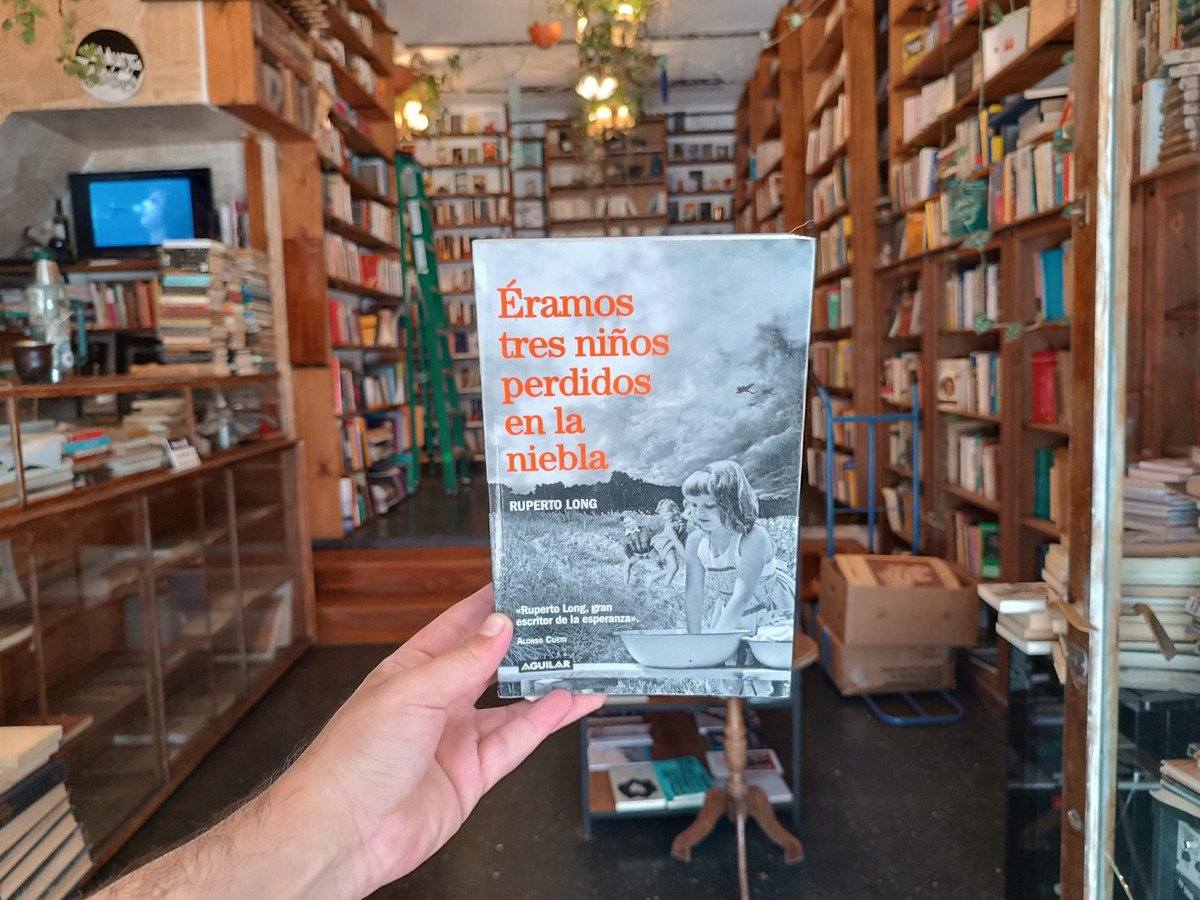 Éramos
tres niños
perdidos
en la
niebla
RUPERTO LONG
«Ruperto Long, gran
escritor de la esperanza».
ALONSO CUETO
AGUILAR